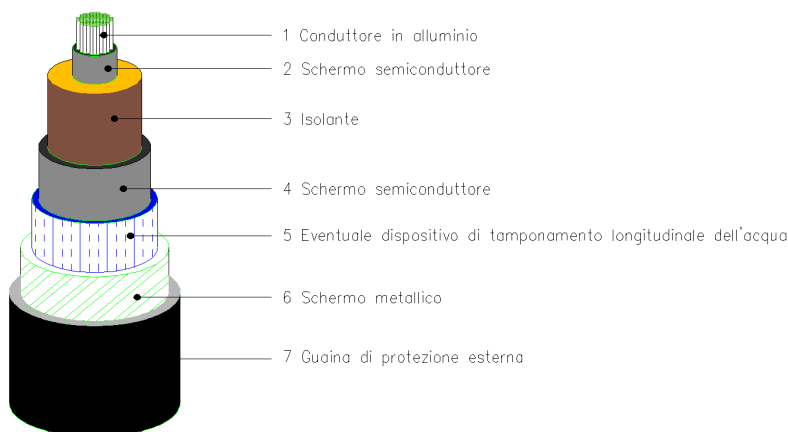 1 Conduttore in alluminio
2 Schermo semiconduttore
3 Isolante
4 Schermo semiconduttore
5 Eventuale dispositivo di tamponamento longitudinale dell'acqua
6 Schermo metallico
7 Guaina di protezione esterna